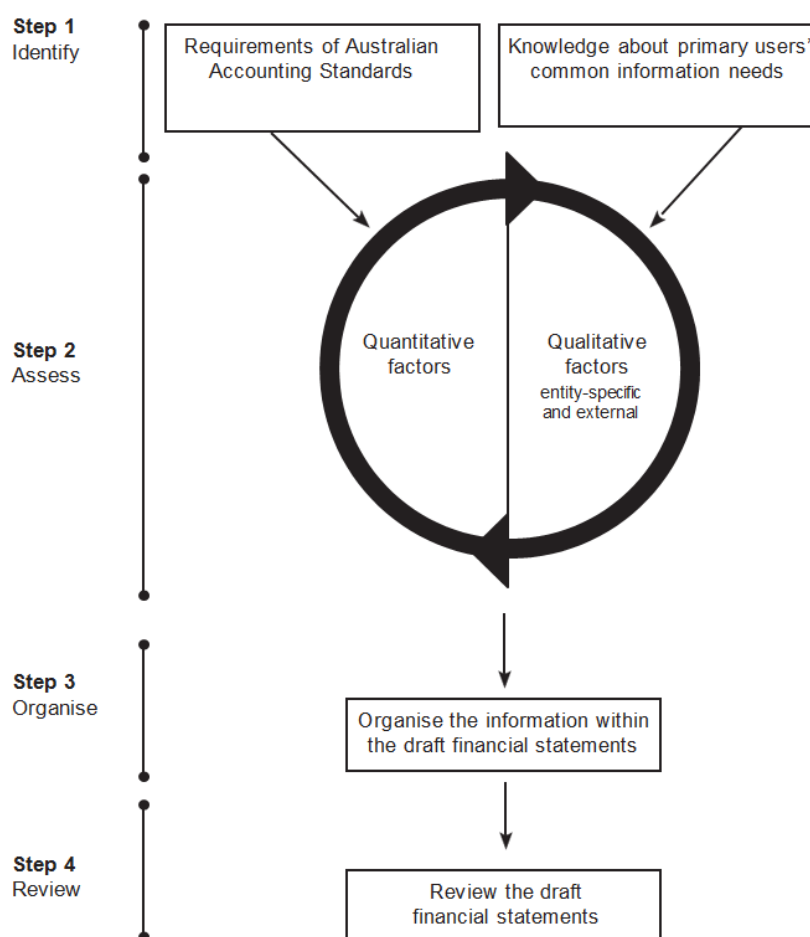 Step 1
Identify
Requirements of Australian
Accounting Standards
Knowledge about primary users’
common information needs
Step 2
Assess
Quantitative
factors
Qualitative
factors
entity-specific
and external
Step 3
Organise
Organise the information within
the draft financial statements
Step 4
Review
Review the draft
financial statements